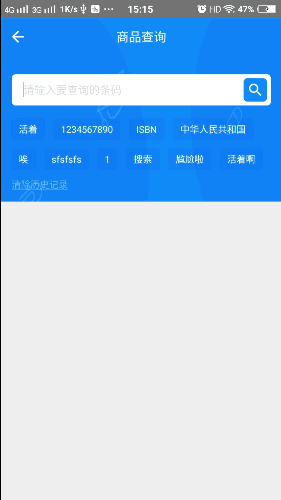 4G 3G 1K/s ··· 15:15 HD 47%
商品查询
请输入要查询的条码
活着 1234567890 ISBN 中华人民共和国
唉 sfsfsfs 1 搜索 尴尬啦 活着啊
清除历史记录